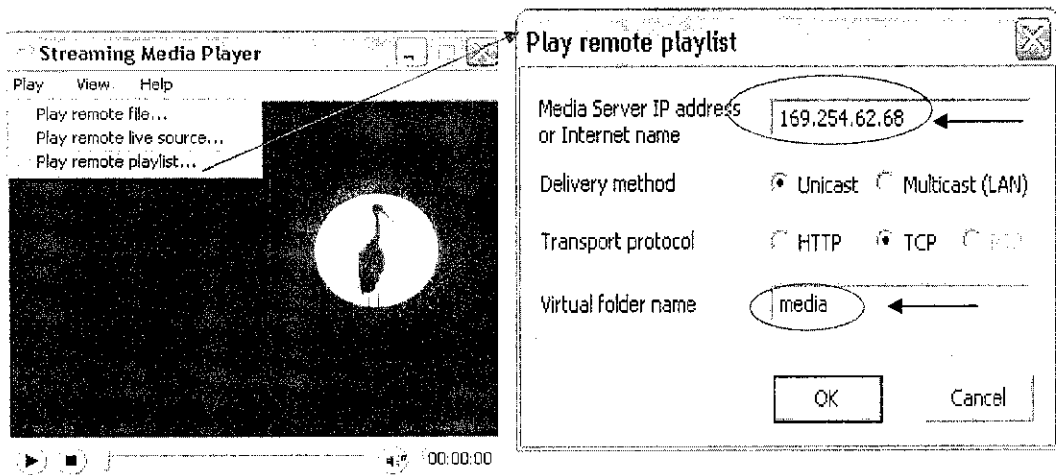 Streaming Media Player
Play View Help
Play remote file...
Play remote live source...
Play remote playlist...
00:00:00
Play remote playlist
Media Server IP address
or Internet name
169.254.62.68
Delivery method
Unicast Multicast (LAN)
Transport protocol
HTTP TCP
Virtual folder name
media
OK Cancel